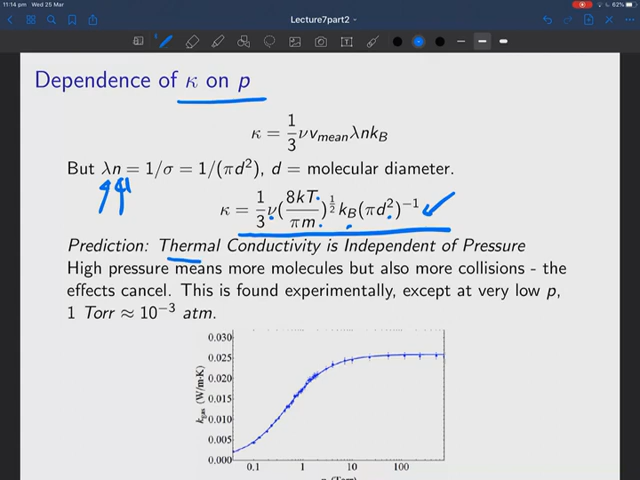 11:14 pm Wed 25 Mar
62%
Lecture7part2
Dependence of κ on p
κ = 1/3 νv_mean λnk_B
But λn = 1/σ = 1/(πd²), d = molecular diameter.
κ = 1/3 ν(8kT/πm)^1/2 k_B(πd²)^−1
Prediction: Thermal Conductivity is Independent of Pressure
High pressure means more molecules but also more collisions - the
effects cancel. This is found experimentally, except at very low p,
1 Torr ≈ 10⁻³ atm.
0.030
0.025
0.020
0.015
0.010
0.005
0.000
k_gas (W/m·K)
0.1 1 10 100